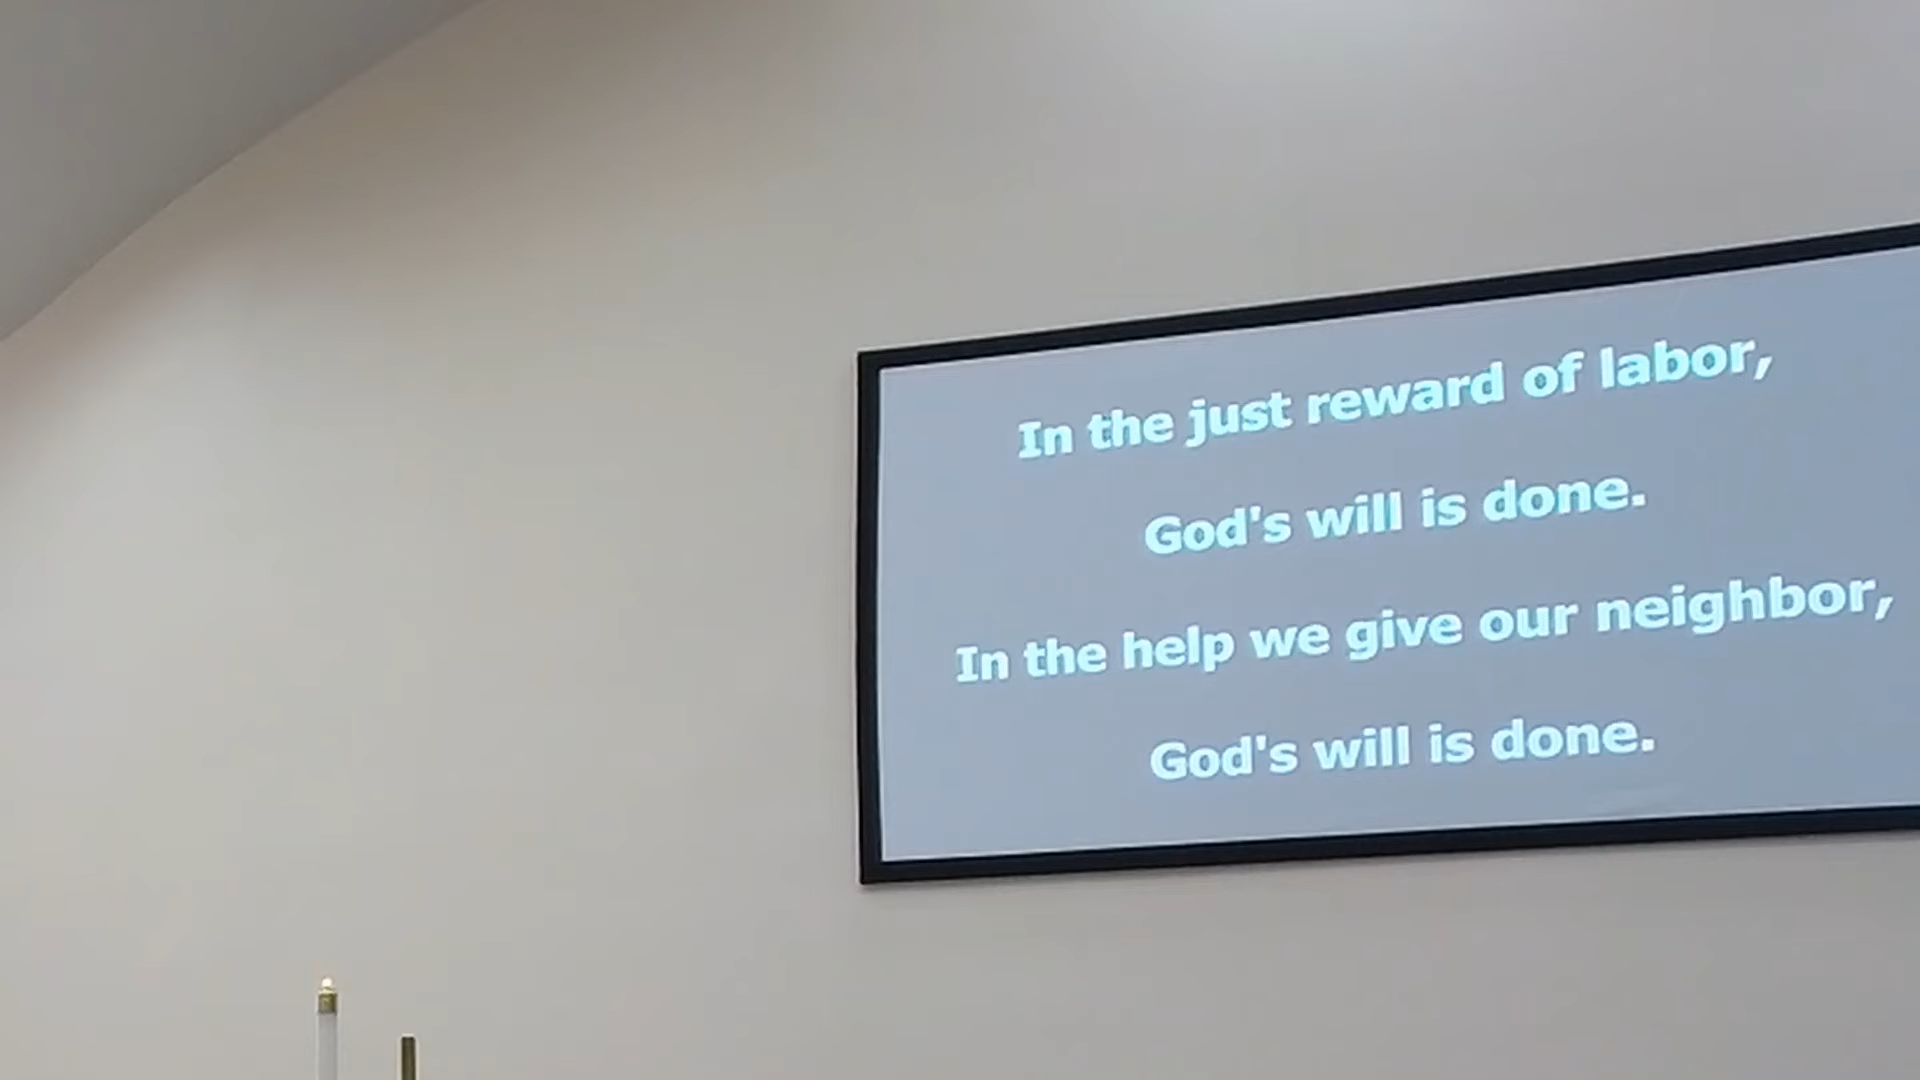 In the just reward of labor,
God's will is done.
In the help we give our neighbor,
God's will is done.